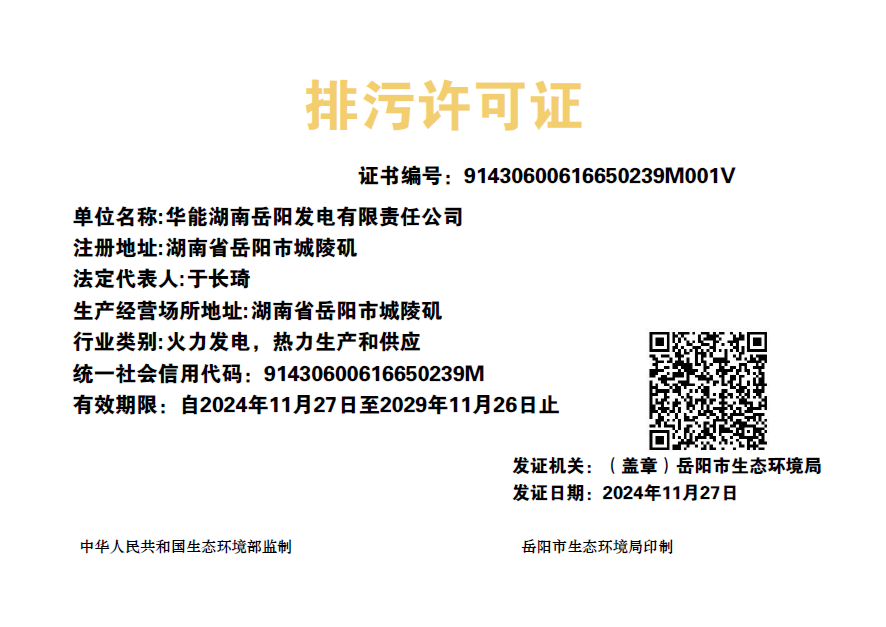 排污许可证
证书编号：91430600616650239M001V
单位名称:华能湖南岳阳发电有限责任公司
注册地址:湖南省岳阳市城陵矶
法定代表人:于长琦
生产经营场所地址:湖南省岳阳市城陵矶
行业类别:火力发电，热力生产和供应
统一社会信用代码：91430600616650239M
有效期限：自2024年11月27日至2029年11月26日止
发证机关：（盖章）岳阳市生态环境局
发证日期：2024年11月27日
中华人民共和国生态环境部监制
岳阳市生态环境局印制